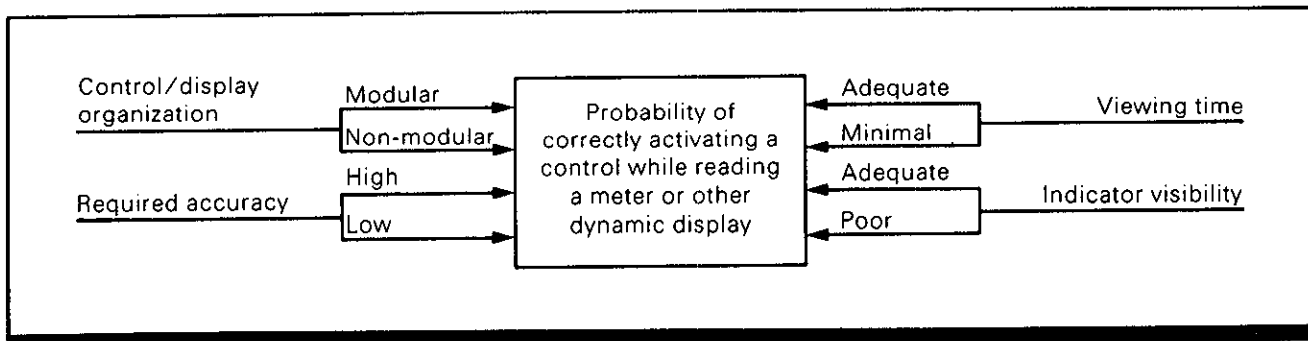 Control/display
organization
Modular
Non-modular
Required accuracy
High
Low
Probability of
correctly activating a
control while reading
a meter or other
dynamic display
Adequate
Minimal
Viewing time
Adequate
Poor
Indicator visibility